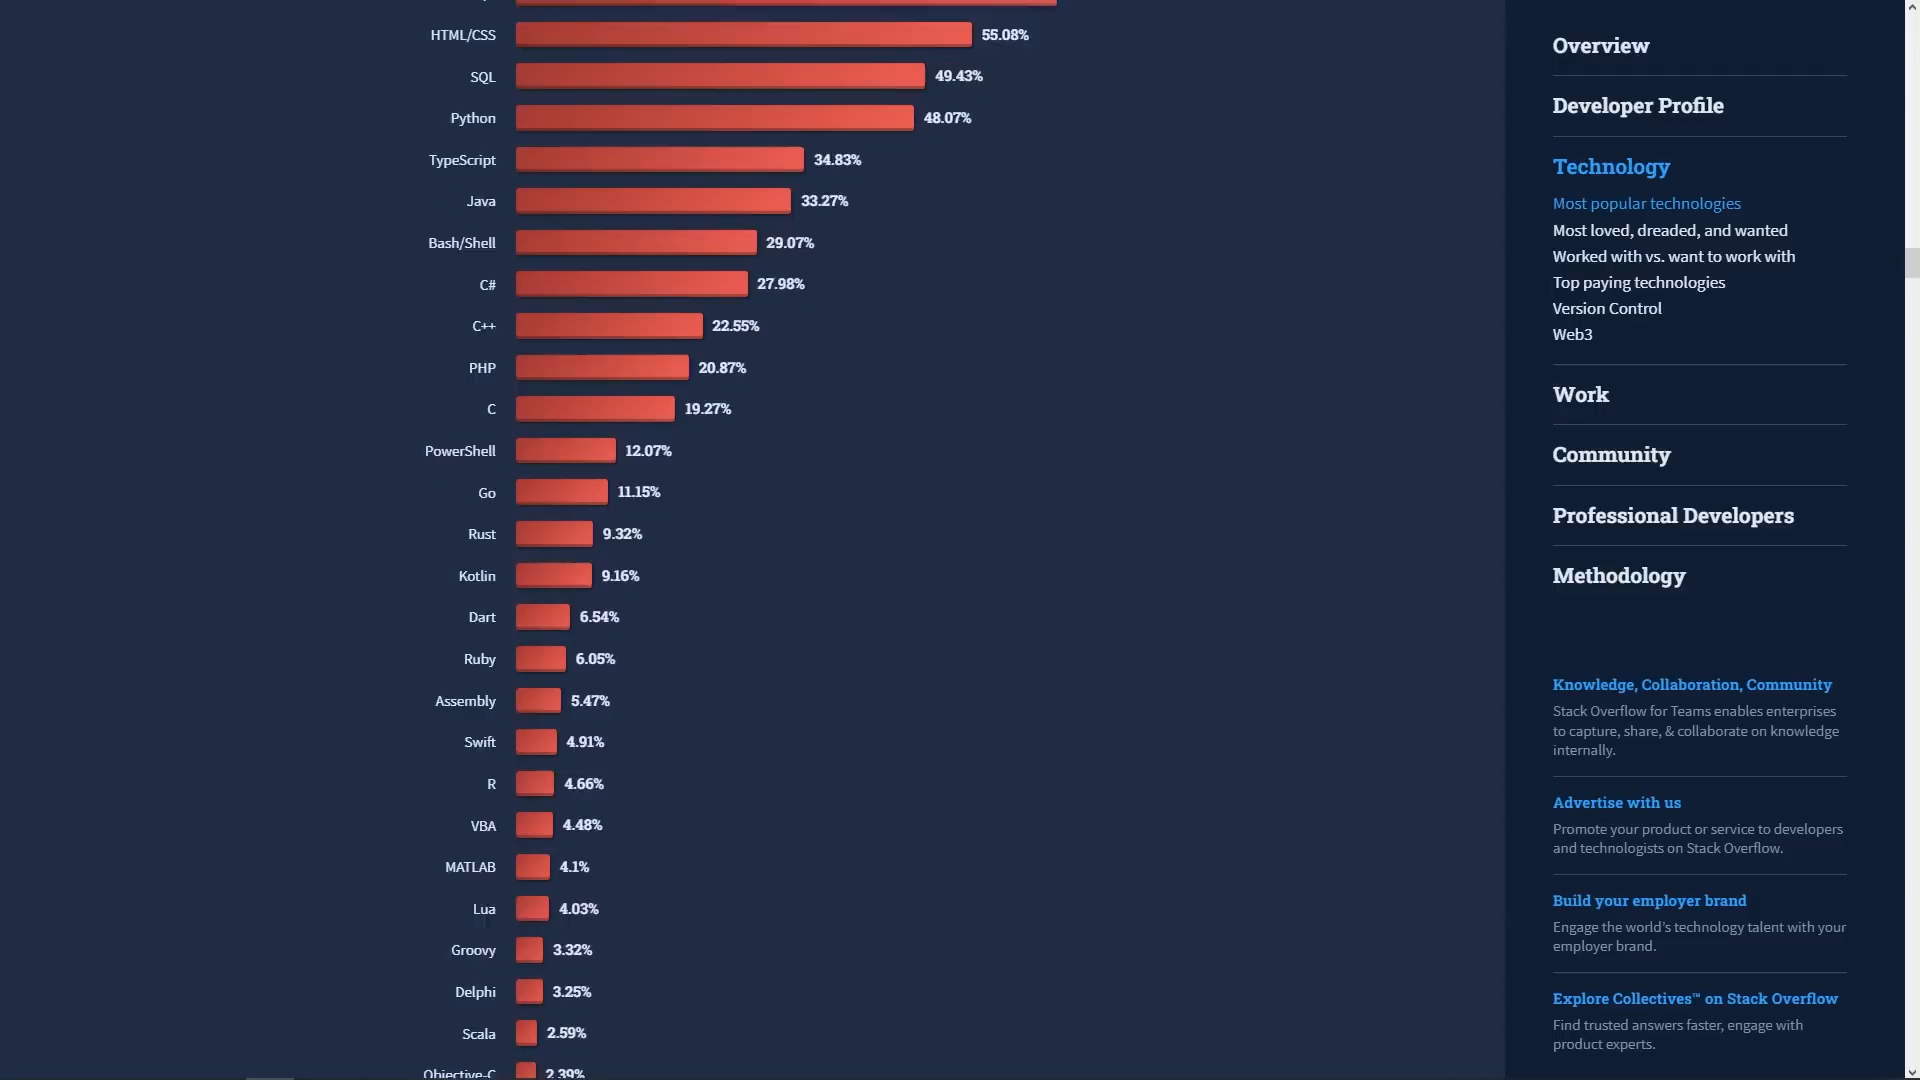 HTML/CSS 55.08%
SQL 49.43%
Python 48.07%
TypeScript 34.83%
Java 33.27%
Bash/Shell 29.07%
C# 27.98%
C++ 22.55%
PHP 20.87%
C 19.27%
PowerShell 12.07%
Go 11.15%
Rust 9.32%
Kotlin 9.16%
Dart 6.54%
Ruby 6.05%
Assembly 5.47%
Swift 4.91%
R 4.66%
VBA 4.48%
MATLAB 4.1%
Lua 4.03%
Groovy 3.32%
Delphi 3.25%
Scala 2.59%
Objective-C 2.39%
Overview
Developer Profile
Technology
Most popular technologies
Most loved, dreaded, and wanted
Worked with vs. want to work with
Top paying technologies
Version Control
Web3
Work
Community
Professional Developers
Methodology
Knowledge, Collaboration, Community
Stack Overflow for Teams enables enterprises
to capture, share, & collaborate on knowledge
internally.
Advertise with us
Promote your product or service to developers
and technologists on Stack Overflow.
Build your employer brand
Engage the world's technology talent with your
employer brand.
Explore Collectives™ on Stack Overflow
Find trusted answers faster, engage with
product experts.